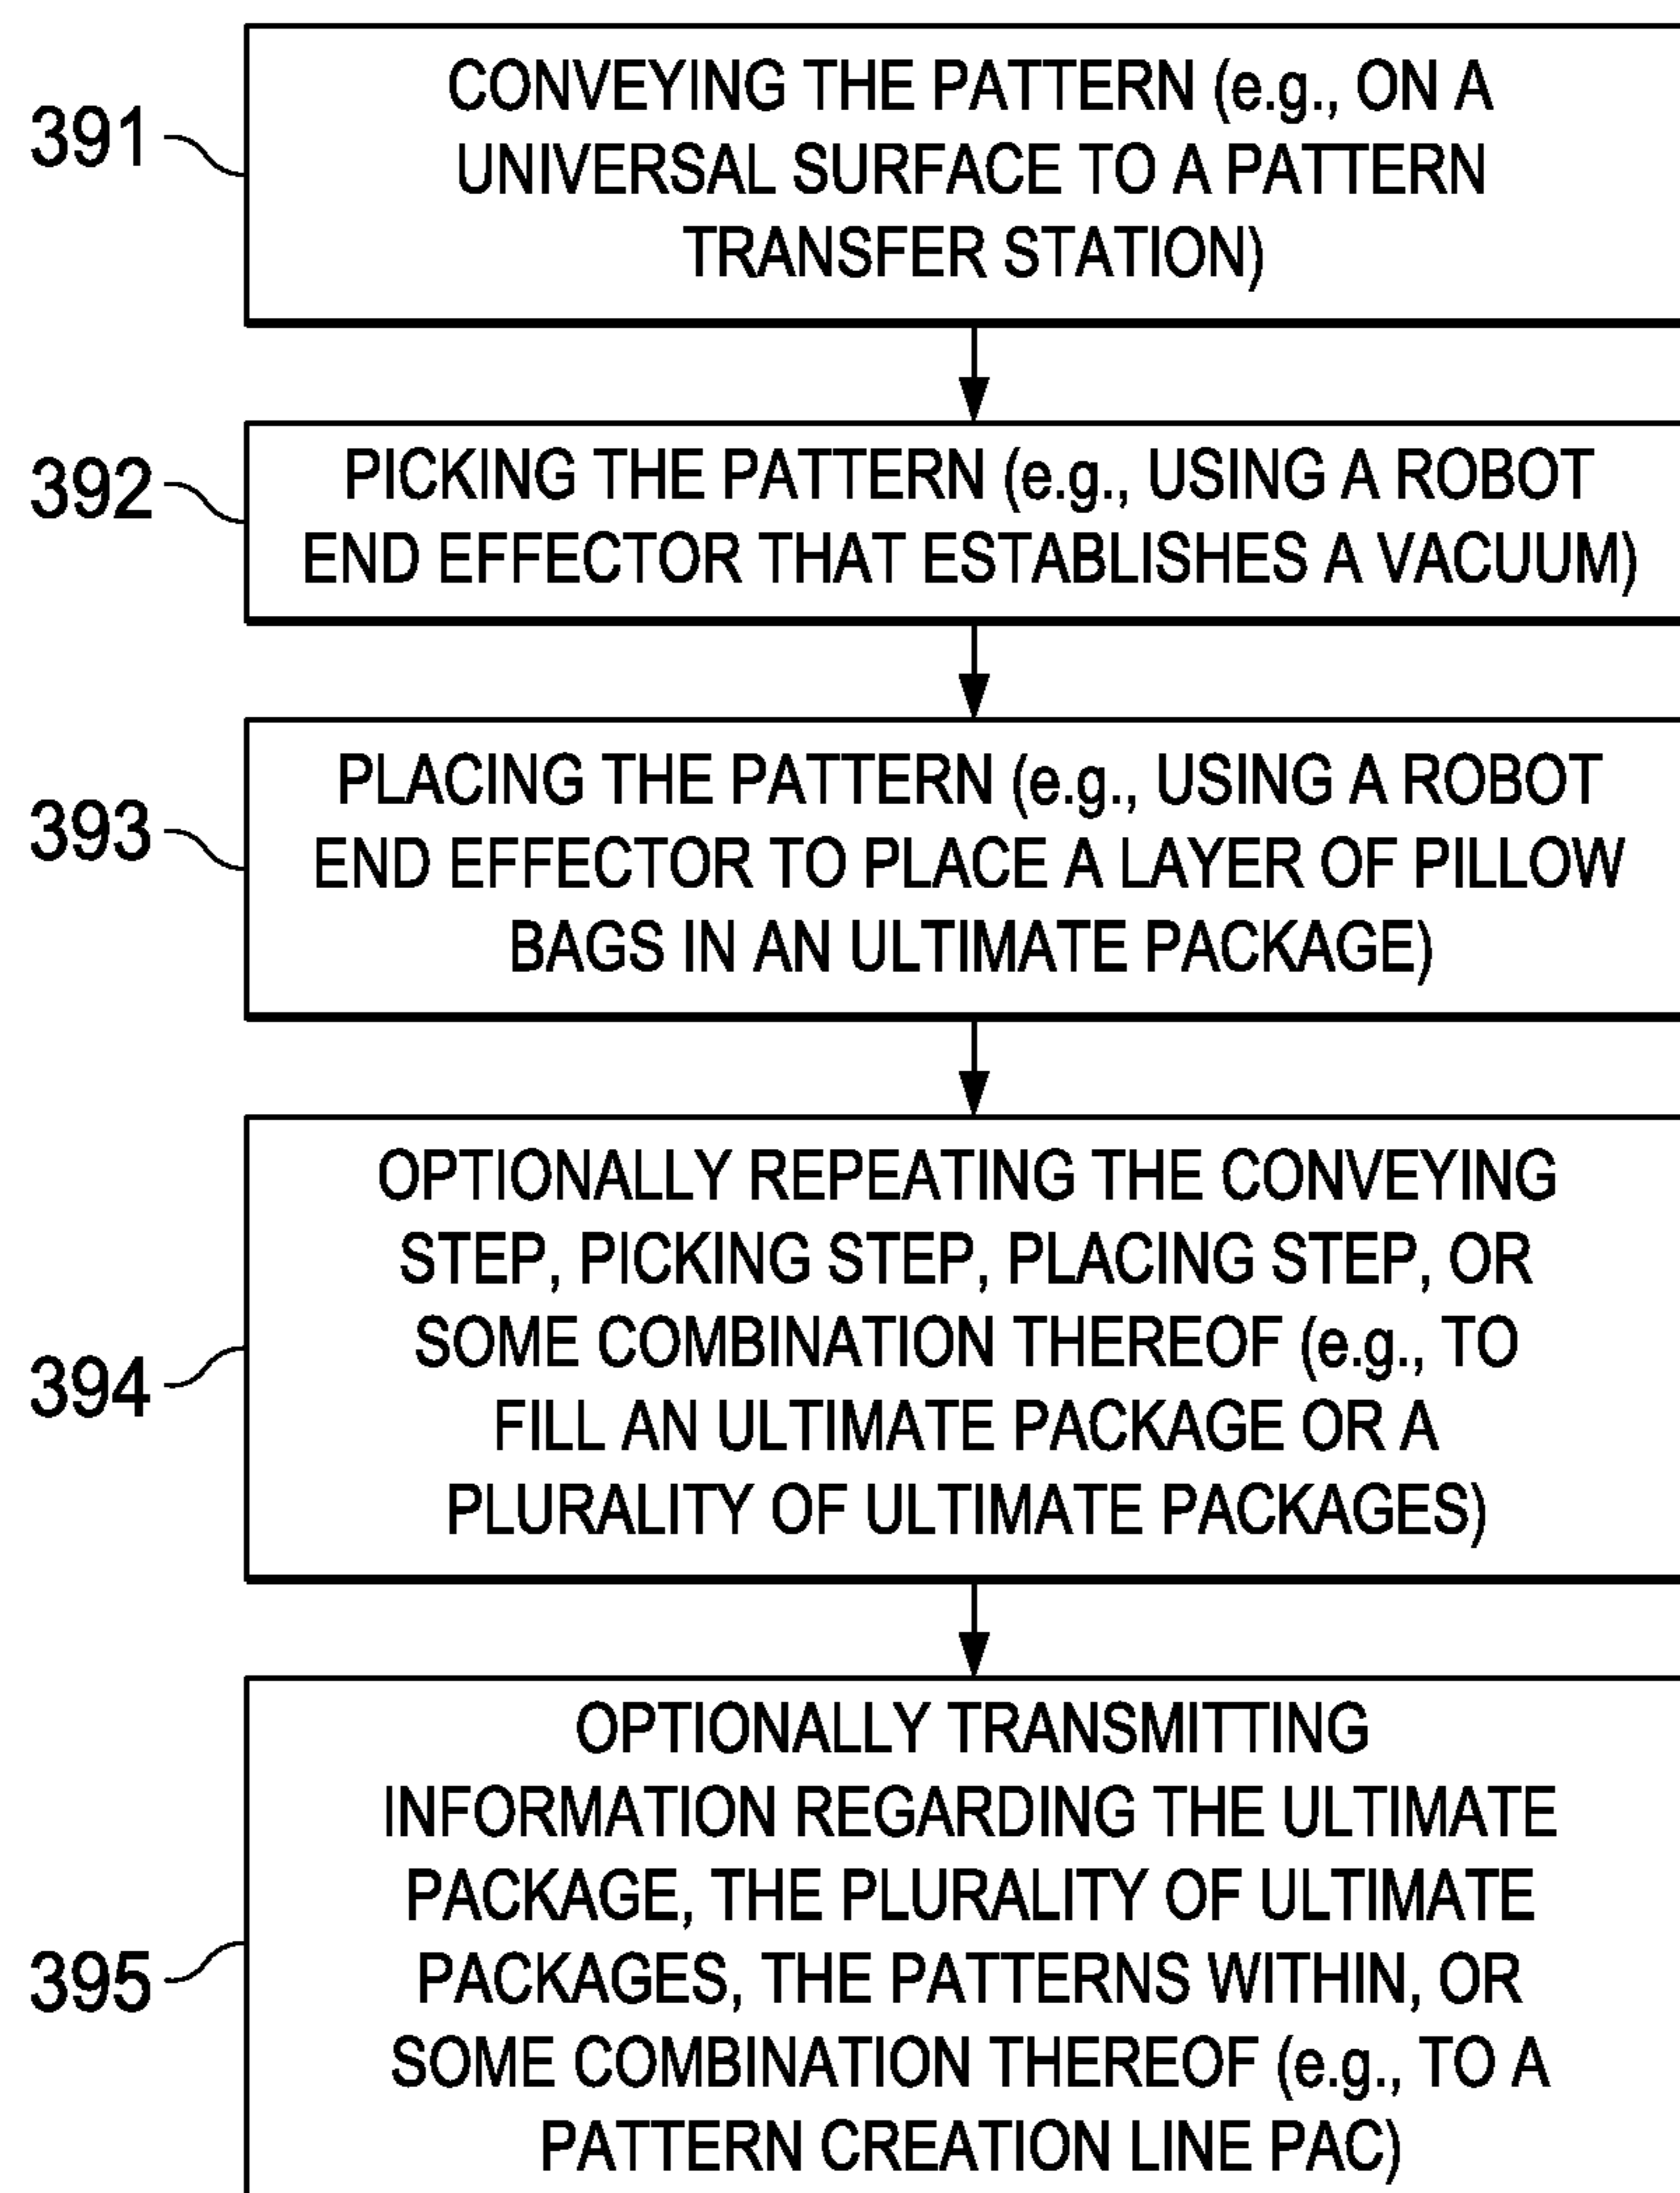 391
CONVEYING THE PATTERN (e.g., ON A
UNIVERSAL SURFACE TO A PATTERN
TRANSFER STATION)
392
PICKING THE PATTERN (e.g., USING A ROBOT
END EFFECTOR THAT ESTABLISHES A VACUUM)
393
PLACING THE PATTERN (e.g., USING A ROBOT
END EFFECTOR TO PLACE A LAYER OF PILLOW
BAGS IN AN ULTIMATE PACKAGE)
394
OPTIONALLY REPEATING THE CONVEYING
STEP, PICKING STEP, PLACING STEP, OR
SOME COMBINATION THEREOF (e.g., TO
FILL AN ULTIMATE PACKAGE OR A
PLURALITY OF ULTIMATE PACKAGES)
395
OPTIONALLY TRANSMITTING
INFORMATION REGARDING THE ULTIMATE
PACKAGE, THE PLURALITY OF ULTIMATE
PACKAGES, THE PATTERNS WITHIN, OR
SOME COMBINATION THEREOF (e.g., TO A
PATTERN CREATION LINE PAC)